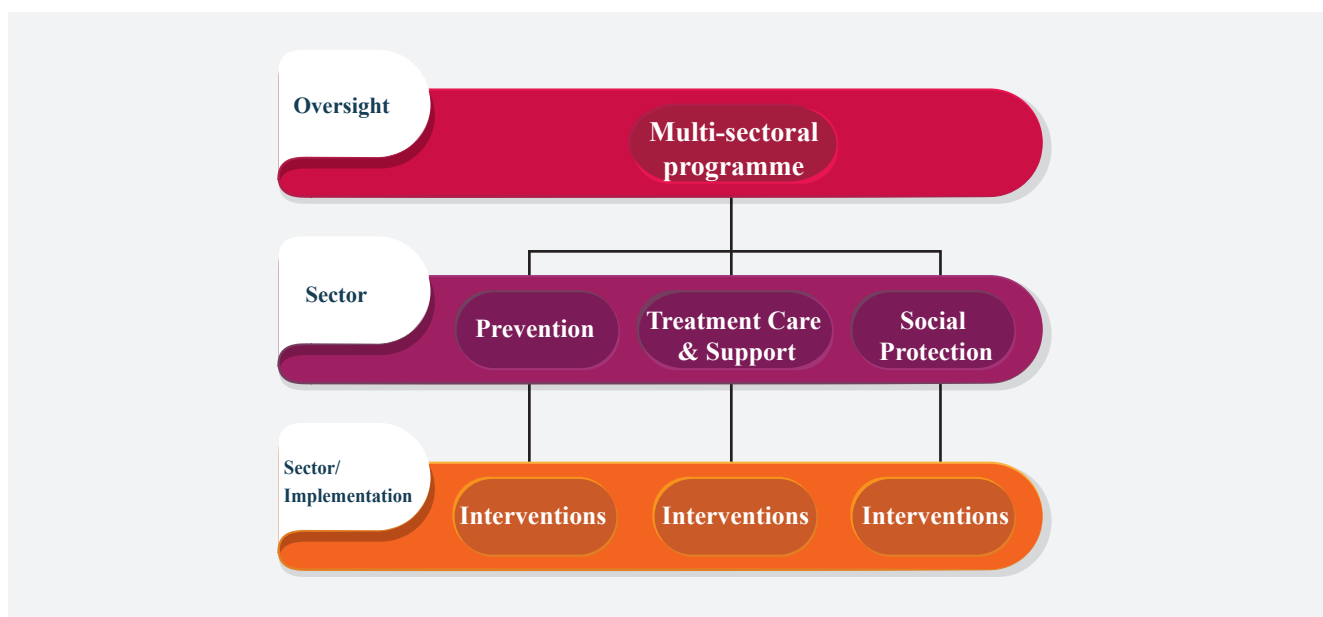 Oversight
Multi-sectoral
programme
Sector
Prevention
Treatment Care
& Support
Social
Protection
Sector/
Implementation
Interventions
Interventions
Interventions